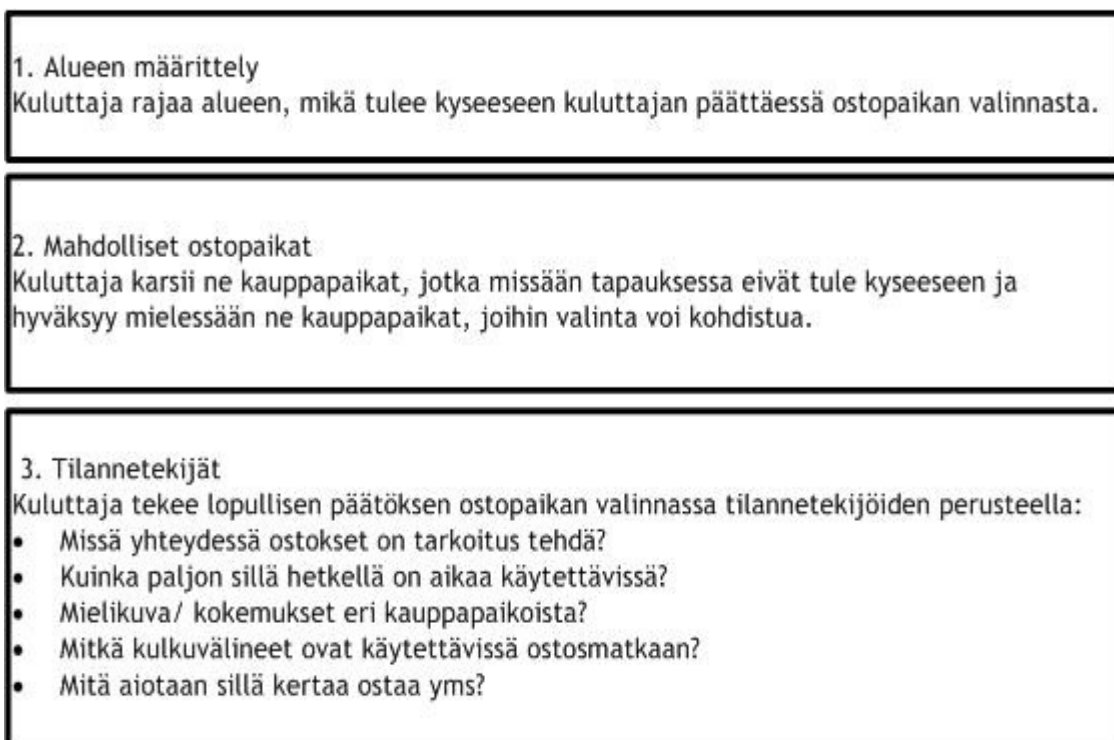 1. Alueen määrittely
Kuluttaja rajaa alueen, mikä tulee kyseeseen kuluttajan päättäessä ostopaikan valinnasta.
2. Mahdolliset ostopaikat
Kuluttaja karsii ne kauppapaikat, jotka missään tapauksessa eivät tule kyseeseen ja
hyväksyy mielessään ne kauppapaikat, joihin valinta voi kohdistua.
3. Tilannetekijät
Kuluttaja tekee lopullisen päätöksen ostopaikan valinnassa tilannetekijöiden perusteella:
• Missä yhteydessä ostokset on tarkoitus tehdä?
• Kuinka paljon sillä hetkellä on aikaa käytettävissä?
• Mielikuva/ kokemukset eri kauppapaikoista?
• Mitkä kulkuvälineet ovat käytettävissä ostosmatkaan?
• Mitä aiotaan sillä kertaa ostaa yms?